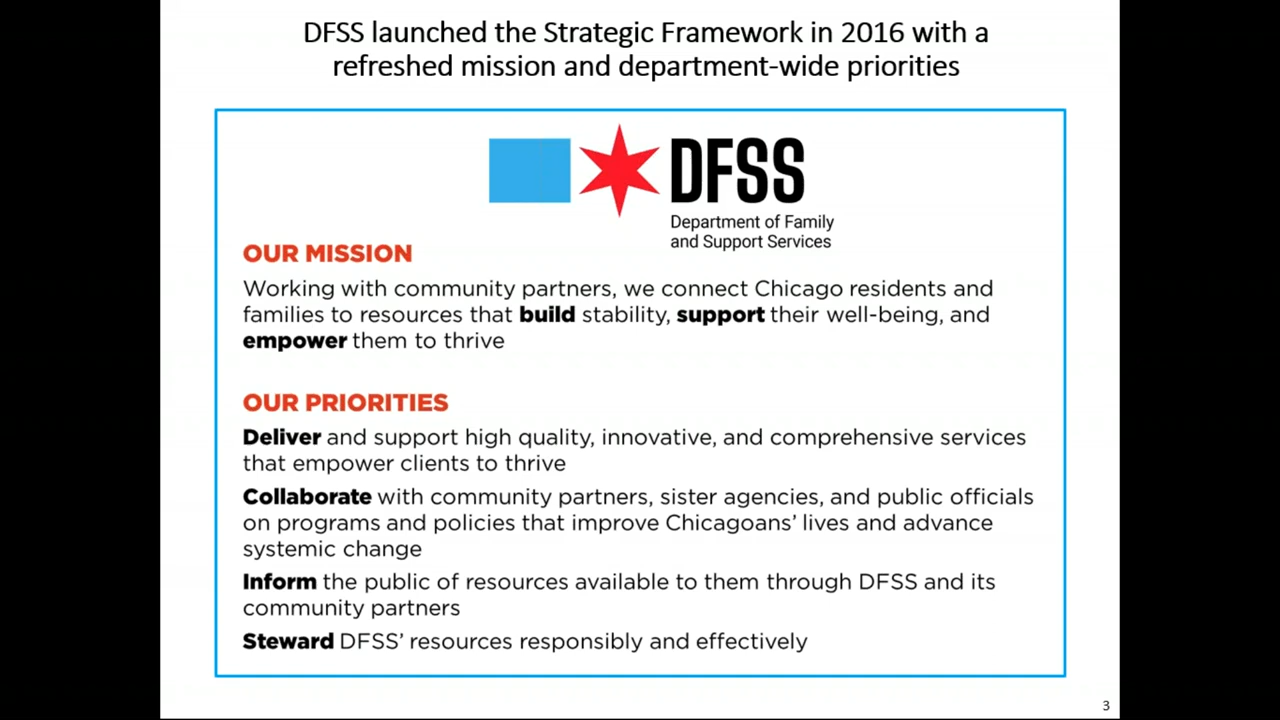 DFSS launched the Strategic Framework in 2016 with a
refreshed mission and department-wide priorities
DFSS
Department of Family
and Support Services
OUR MISSION
Working with community partners, we connect Chicago residents and
families to resources that build stability, support their well-being, and
empower them to thrive
OUR PRIORITIES
Deliver and support high quality, innovative, and comprehensive services
that empower clients to thrive
Collaborate with community partners, sister agencies, and public officials
on programs and policies that improve Chicagoans’ lives and advance
systemic change
Inform the public of resources available to them through DFSS and its
community partners
Steward DFSS’ resources responsibly and effectively
3